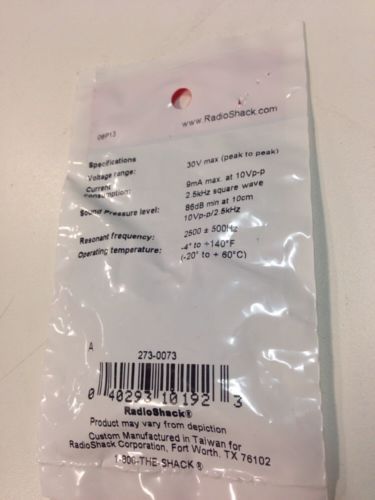 www.RadioShack.com
06P13
Specifications
Voltage range: 30V max (peak to peak)
Current 9mA max. at 10Vp-p
Consumption: 2.5kHz square wave
Sound Pressure level: 86dB min at 10cm
10Vp-p/2.5kHz
Resonant frequency: 2500 ± 500Hz
Operating temperature: -4° to +140°F
(-20° to + 60°C)
A
273-0073
0 40293 10192 3
RadioShack®
Product may vary from depiction
Custom Manufactured in Taiwan for
RadioShack Corporation, Fort Worth, TX 76102
1-800-THE-SHACK®